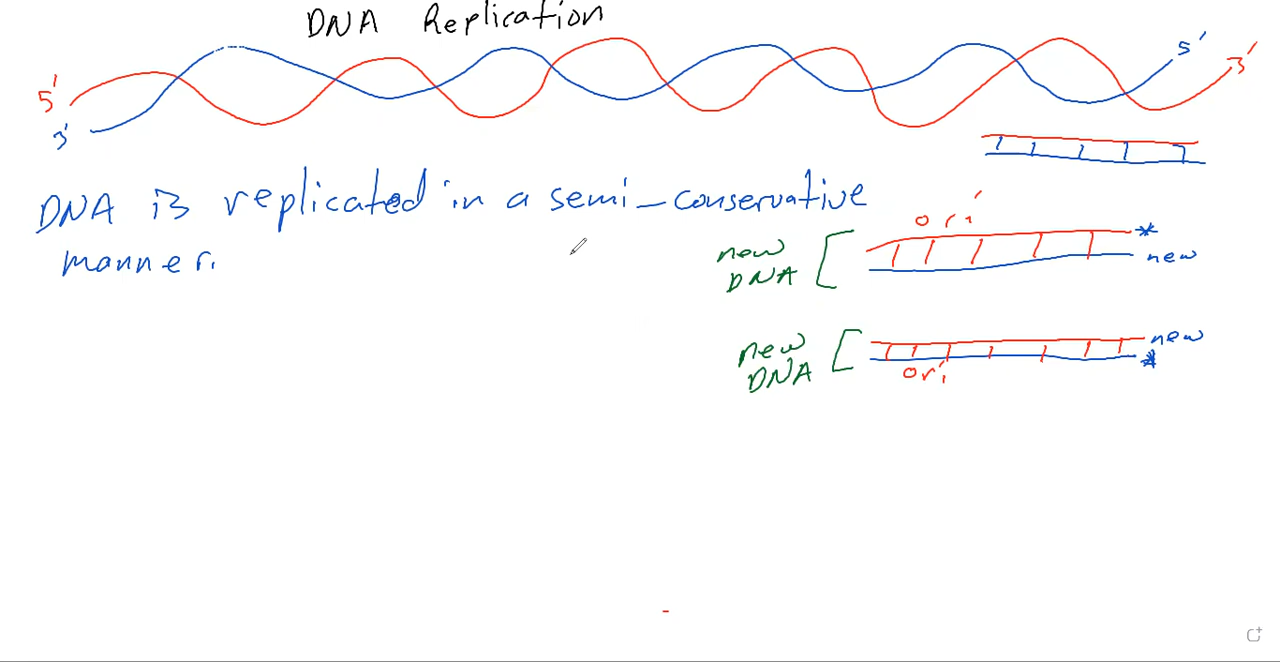 DNA Replication
5'
3'
5'
3'
DNA is replicated in a semi-conservative
manner.
ori
new
DNA
*
new
new
DNA
new
*
ori